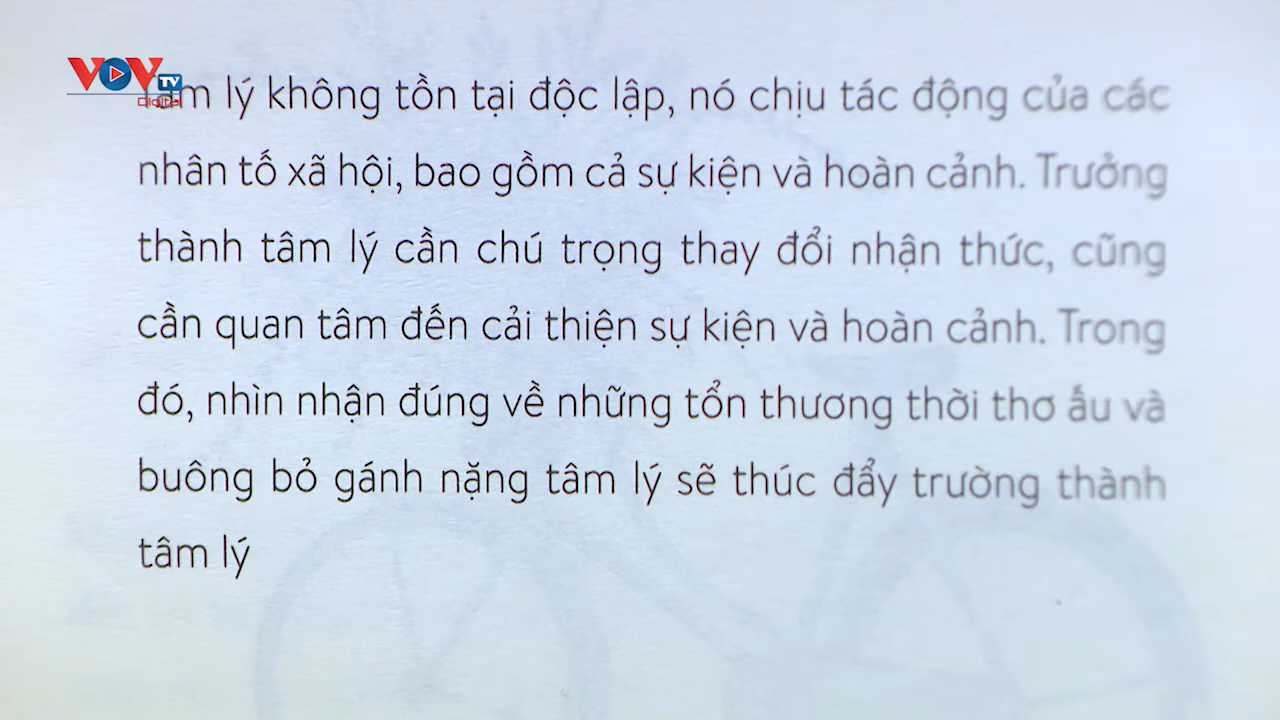 VOV TV
Digital
Tâm lý không tồn tại độc lập, nó chịu tác động của các
nhân tố xã hội, bao gồm cả sự kiện và hoàn cảnh. Trưởng
thành tâm lý cần chú trọng thay đổi nhận thức, cũng
cần quan tâm đến cải thiện sự kiện và hoàn cảnh. Trong
đó, nhìn nhận đúng về những tổn thương thời thơ ấu và
buông bỏ gánh nặng tâm lý sẽ thúc đẩy trường thành
tâm lý